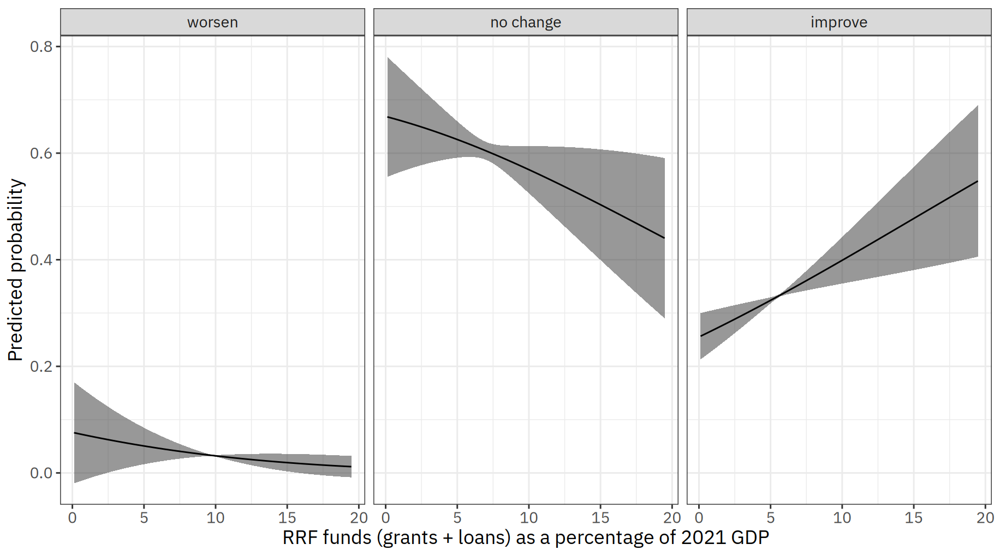 worsen no change improve
0.8
0.6
0.4
0.2
0.0
Predicted probability
0 5 10 15 20 0 5 10 15 20 0 5 10 15 20
RRF funds (grants + loans) as a percentage of 2021 GDP